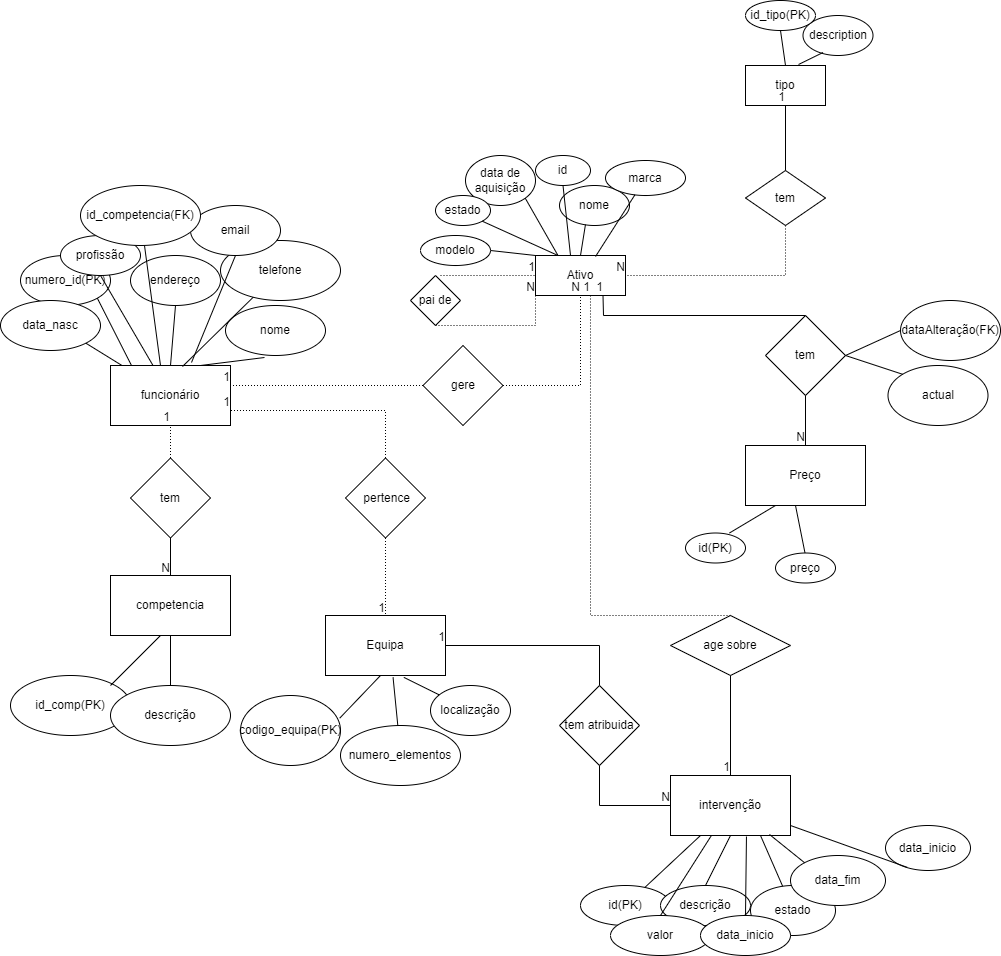 id_tipo(PK)
description
tipo
1
tem
data de
aquisição
id
marca
nome
estado
modelo
1
Ativo
N
N
N
1
1
pai de
id_competencia(FK)
email
profissão
numero_id(PK)
endereço
telefone
data_nasc
nome
funcionário
1
1
1
gere
tem
dataAlteração(FK)
actual
N
Preço
id(PK)
preço
tem
pertence
N
competencia
id_comp(PK)
descrição
1
Equipa
1
codigo_equipa(PK)
numero_elementos
localização
age sobre
tem atribuida
1
N
intervenção
data_inicio
data_fim
id(PK)
descrição
estado
valor
data_inicio